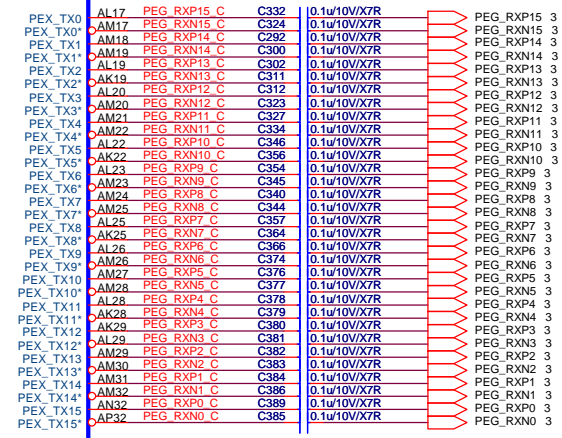 PEX_TX0 AL17 PEG_RXP15_C C332 0.1u/10V/X7R PEG_RXP15 3
PEX_TX0* AM17 PEG_RXN15_C C324 0.1u/10V/X7R PEG_RXN15 3
PEX_TX1 AM18 PEG_RXP14_C C292 0.1u/10V/X7R PEG_RXP14 3
PEX_TX1* AM19 PEG_RXN14_C C300 0.1u/10V/X7R PEG_RXN14 3
PEX_TX2 AL19 PEG_RXP13_C C302 0.1u/10V/X7R PEG_RXP13 3
PEX_TX2* AK19 PEG_RXN13_C C311 0.1u/10V/X7R PEG_RXN13 3
PEX_TX3 AL20 PEG_RXP12_C C312 0.1u/10V/X7R PEG_RXP12 3
PEX_TX3* AM20 PEG_RXN12_C C323 0.1u/10V/X7R PEG_RXN12 3
PEX_TX4 AM21 PEG_RXP11_C C327 0.1u/10V/X7R PEG_RXP11 3
PEX_TX4* AM22 PEG_RXN11_C C334 0.1u/10V/X7R PEG_RXN11 3
PEX_TX5 AL22 PEG_RXP10_C C346 0.1u/10V/X7R PEG_RXP10 3
PEX_TX5* AK22 PEG_RXN10_C C356 0.1u/10V/X7R PEG_RXN10 3
PEX_TX6 AL23 PEG_RXP9_C C354 0.1u/10V/X7R PEG_RXP9 3
PEX_TX6* AM23 PEG_RXN9_C C345 0.1u/10V/X7R PEG_RXN9 3
PEX_TX7 AM24 PEG_RXP8_C C340 0.1u/10V/X7R PEG_RXP8 3
PEX_TX7* AM25 PEG_RXN8_C C344 0.1u/10V/X7R PEG_RXN8 3
PEX_TX8 AL25 PEG_RXP7_C C357 0.1u/10V/X7R PEG_RXP7 3
PEX_TX8* AK25 PEG_RXN7_C C364 0.1u/10V/X7R PEG_RXN7 3
PEX_TX9 AL26 PEG_RXP6_C C366 0.1u/10V/X7R PEG_RXP6 3
PEX_TX9* AM26 PEG_RXN6_C C374 0.1u/10V/X7R PEG_RXN6 3
PEX_TX10 AM27 PEG_RXP5_C C376 0.1u/10V/X7R PEG_RXP5 3
PEX_TX10* AM28 PEG_RXN5_C C377 0.1u/10V/X7R PEG_RXN5 3
PEX_TX11 AL28 PEG_RXP4_C C378 0.1u/10V/X7R PEG_RXP4 3
PEX_TX11* AK28 PEG_RXN4_C C379 0.1u/10V/X7R PEG_RXN4 3
PEX_TX12 AK29 PEG_RXP3_C C380 0.1u/10V/X7R PEG_RXP3 3
PEX_TX12* AL29 PEG_RXN3_C C381 0.1u/10V/X7R PEG_RXN3 3
PEX_TX13 AM29 PEG_RXP2_C C382 0.1u/10V/X7R PEG_RXP2 3
PEX_TX13* AM30 PEG_RXN2_C C383 0.1u/10V/X7R PEG_RXN2 3
PEX_TX14 AM31 PEG_RXP1_C C384 0.1u/10V/X7R PEG_RXP1 3
PEX_TX14* AM32 PEG_RXN1_C C386 0.1u/10V/X7R PEG_RXN1 3
PEX_TX15 AN32 PEG_RXP0_C C389 0.1u/10V/X7R PEG_RXP0 3
PEX_TX15* AP32 PEG_RXN0_C C385 0.1u/10V/X7R PEG_RXN0 3